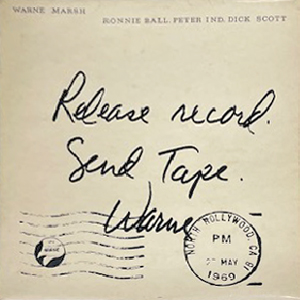 WARNE MARSH
RONNIE BALL, PETER IND, DICK SCOTT
Release record.
Send Tape.
Warne
NORTH HOLLYWOOD, CA 91
PM
MAY
1969